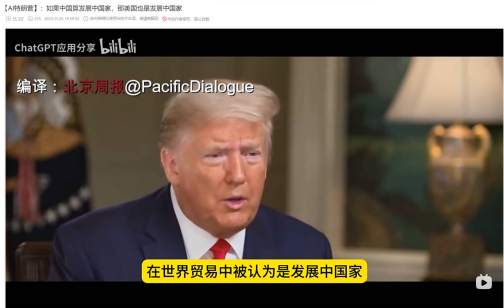 【AI特朗普】：如果中国算发展中国家，那美国也是发展中国家
ChatGPT应用分享 bilibili
编译：北京周报@PacificDialogue
在世界贸易中被认为是发展中国家